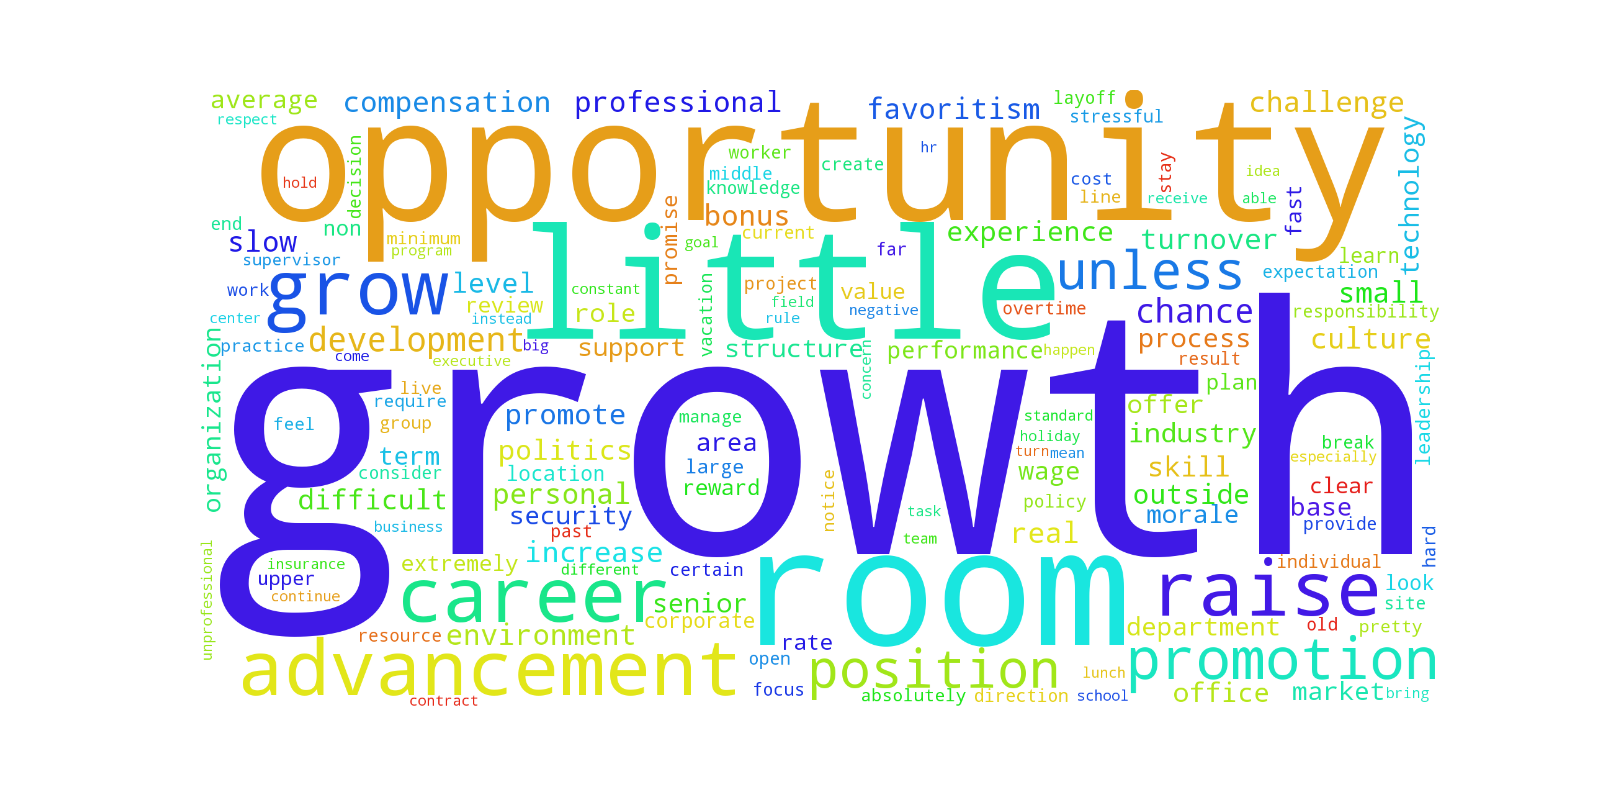 average
compensation
professional
favoritism
layoff
challenge
respect
stressful
opportunity
technology
decision
worker
create
hr
middle
knowledge
hold
cost
stay
idea
line
receive
able
fast
end
non
bonus
promise
slow
minimum
program
goal
current
far
experience
turnover
learn
supervisor
little
unless
expectation
work
grow
level
constant
project
value
small
review
role
field
negative
overtime
chance
responsibility
center
instead
rule
vacation
practice
development
big
support
structure
concern
performance
happen
process
result
culture
organization
come
executive
growth
live
require
plan
leadership
offer
feel
group
promote
manage
standard
industry
area
holiday
break
politics
turn
mean
especially
term
location
large
wage
skill
consider
reward
clear
difficult
personal
notice
policy
outside
base
security
task
morale
provide
business
past
team
real
hard
unprofessional
increase
insurance
extremely
different
certain
individual
upper
look
continue
career
senior
room
raise
site
corporate
old
department
pretty
resource
environment
rate
advancement
open
position
promotion
lunch
focus
absolutely
direction
school
office
market
bring
contract